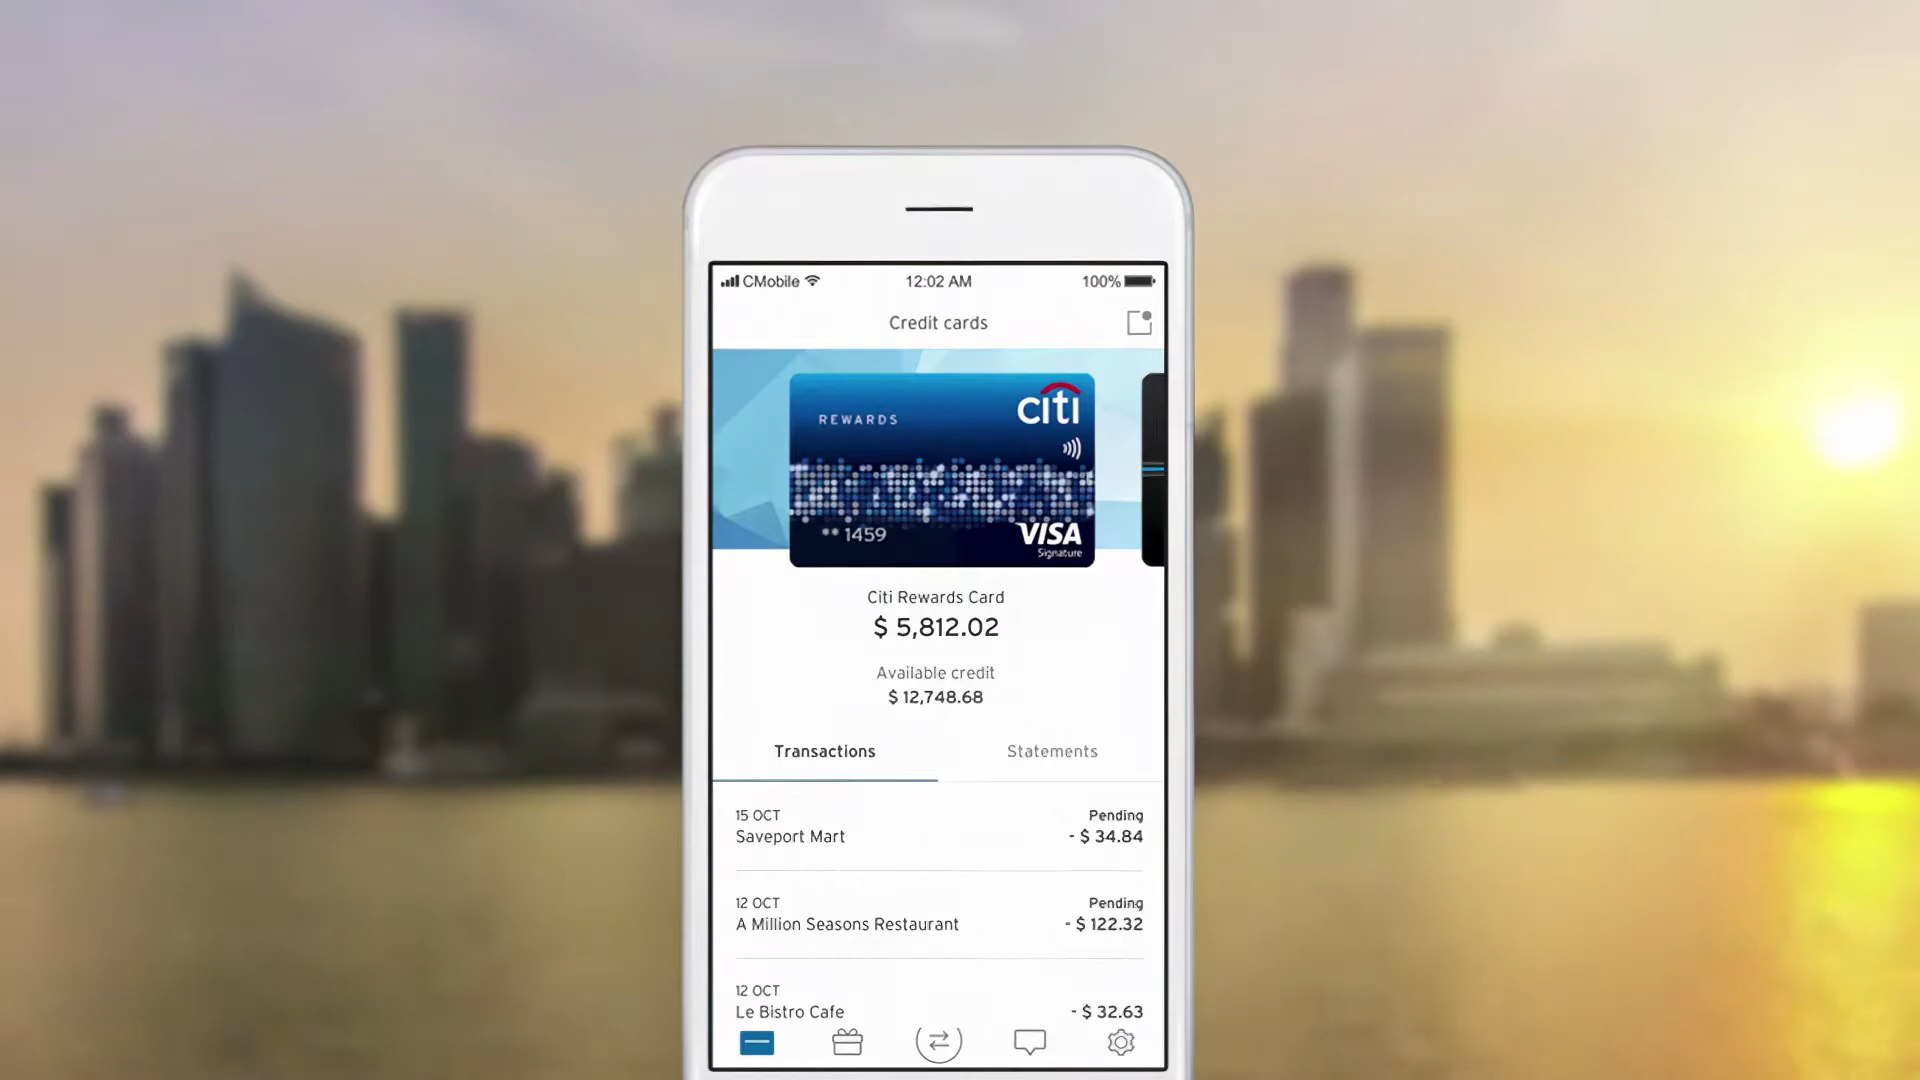 CMobile 12:02 AM 100%
Credit cards
REWARDS
citi
** 1459
VISA
Signature
Citi Rewards Card
$ 5,812.02
Available credit
$ 12,748.68
Transactions Statements
15 OCT Pending
Saveport Mart - $ 34.84
12 OCT Pending
A Million Seasons Restaurant - $ 122.32
12 OCT
Le Bistro Cafe - $ 32.63